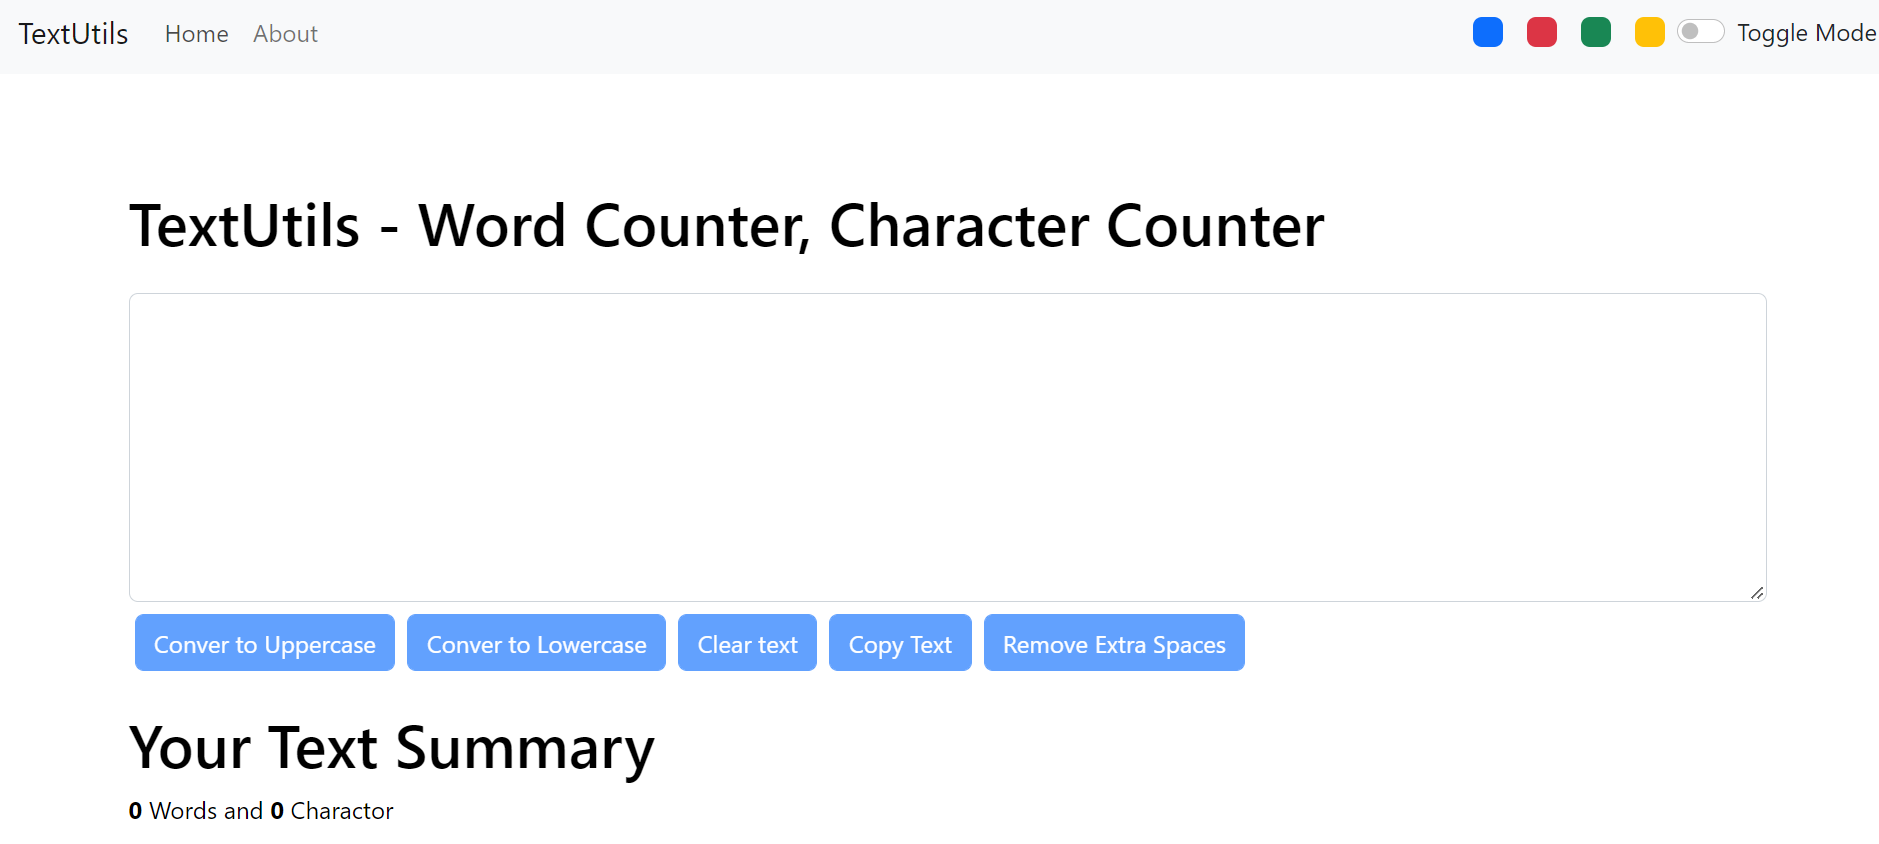 TextUtils Home About Toggle Mode
TextUtils - Word Counter, Character Counter
Conver to Uppercase Conver to Lowercase Clear text Copy Text Remove Extra Spaces
Your Text Summary
0 Words and 0 Charactor